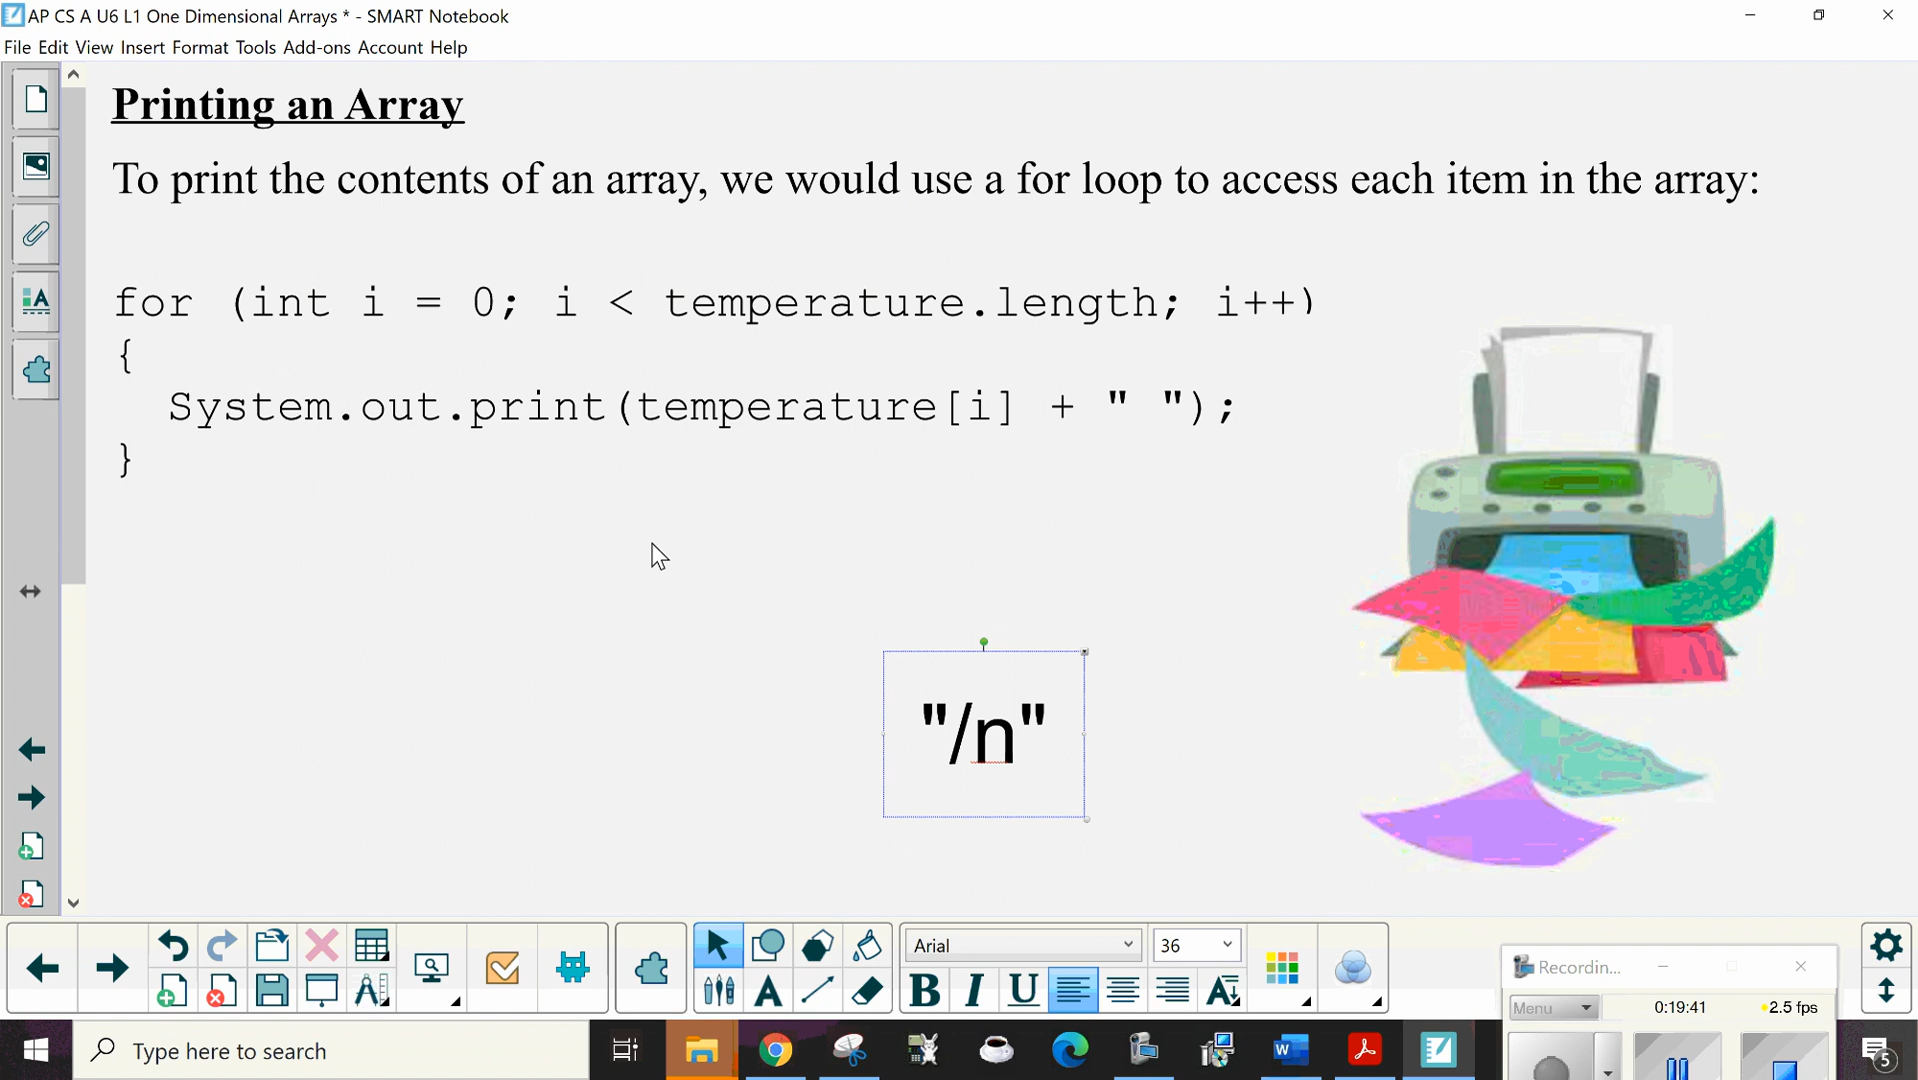 AP CS A U6 L1 One Dimensional Arrays * - SMART Notebook
File Edit View Insert Format Tools Add-ons Account Help
Printing an Array
To print the contents of an array, we would use a for loop to access each item in the array:
for (int i = 0; i < temperature.length; i++)
{
System.out.print(temperature[i] + " ");
}
"/n"
Arial
36
B I U
Recordin...
Menu
0:19:41
2.5 fps
Type here to search
5